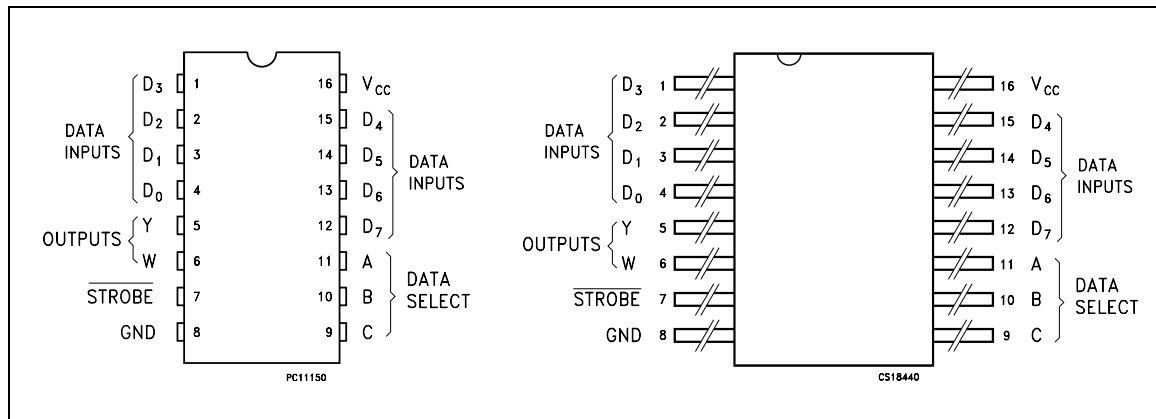 DATA INPUTS
D3 1
D2 2
D1 3
D0 4
OUTPUTS
Y 5
W 6
STROBE 7
GND 8
16 VCC
15 D4
14 D5
13 D6
12 D7
DATA INPUTS
11 A
10 B
9 C
DATA SELECT
PC11150
DATA INPUTS
D3 1
D2 2
D1 3
D0 4
OUTPUTS
Y 5
W 6
STROBE 7
GND 8
16 VCC
15 D4
14 D5
13 D6
12 D7
DATA INPUTS
11 A
10 B
9 C
DATA SELECT
CS18440